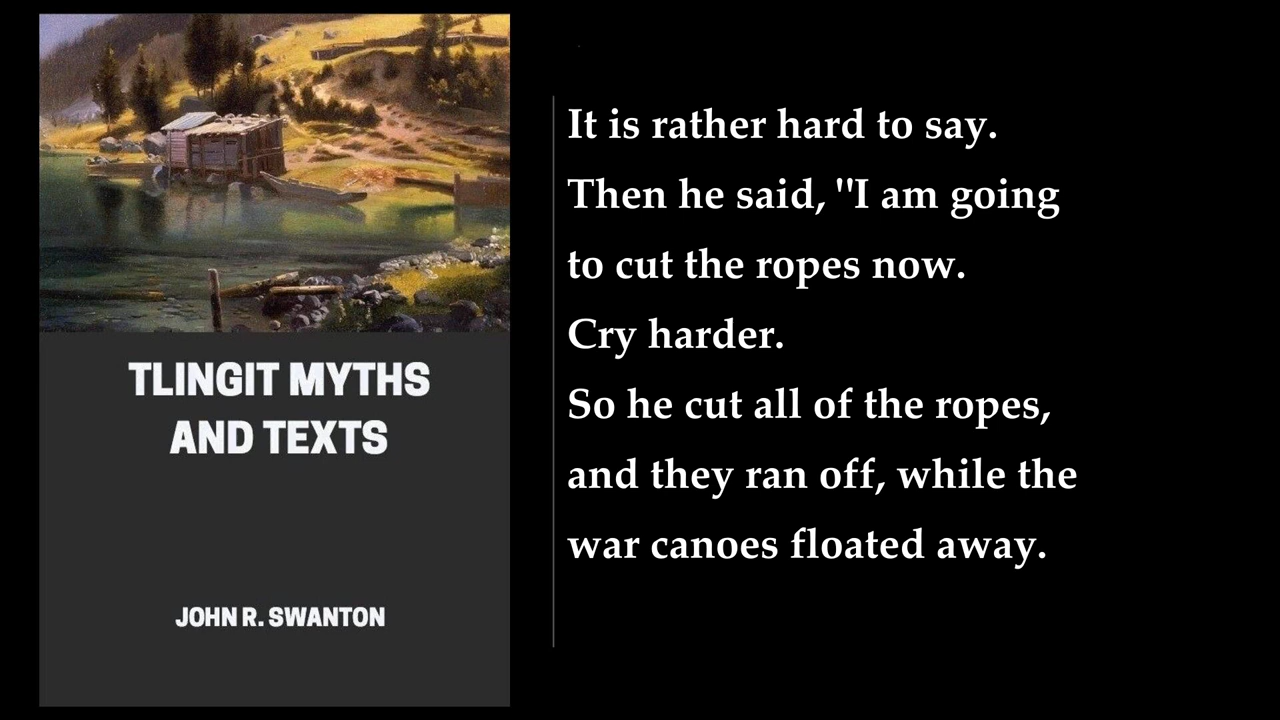 TLINGIT MYTHS
AND TEXTS
JOHN R. SWANTON
It is rather hard to say.
Then he said, "I am going
to cut the ropes now.
Cry harder.
So he cut all of the ropes,
and they ran off, while the
war canoes floated away.